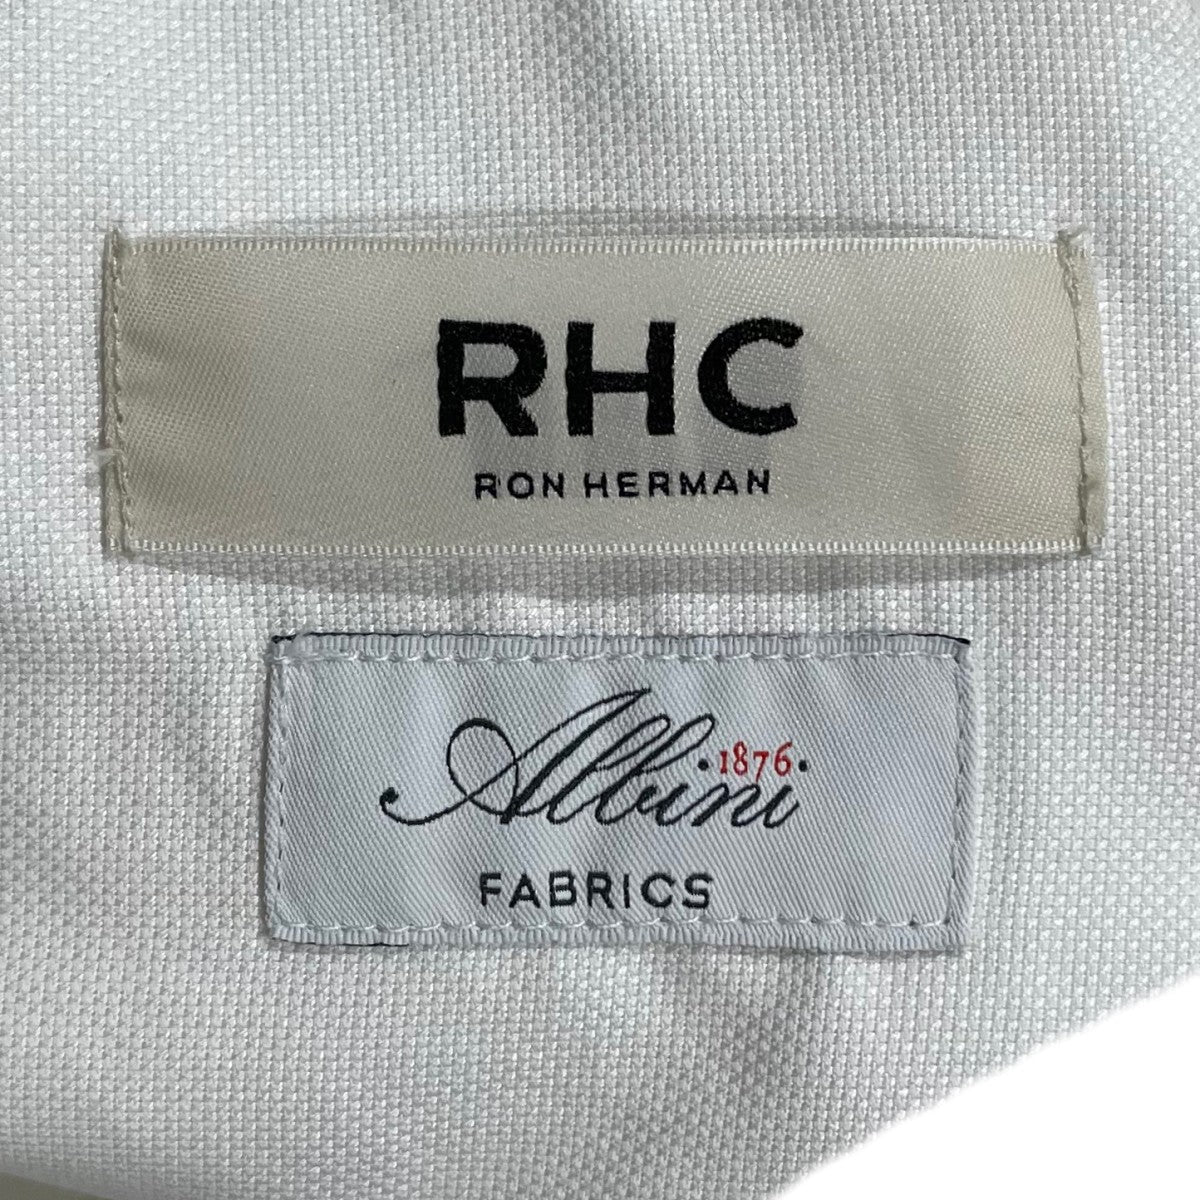 RHC
RON HERMAN
Albini ·1876·
FABRICS